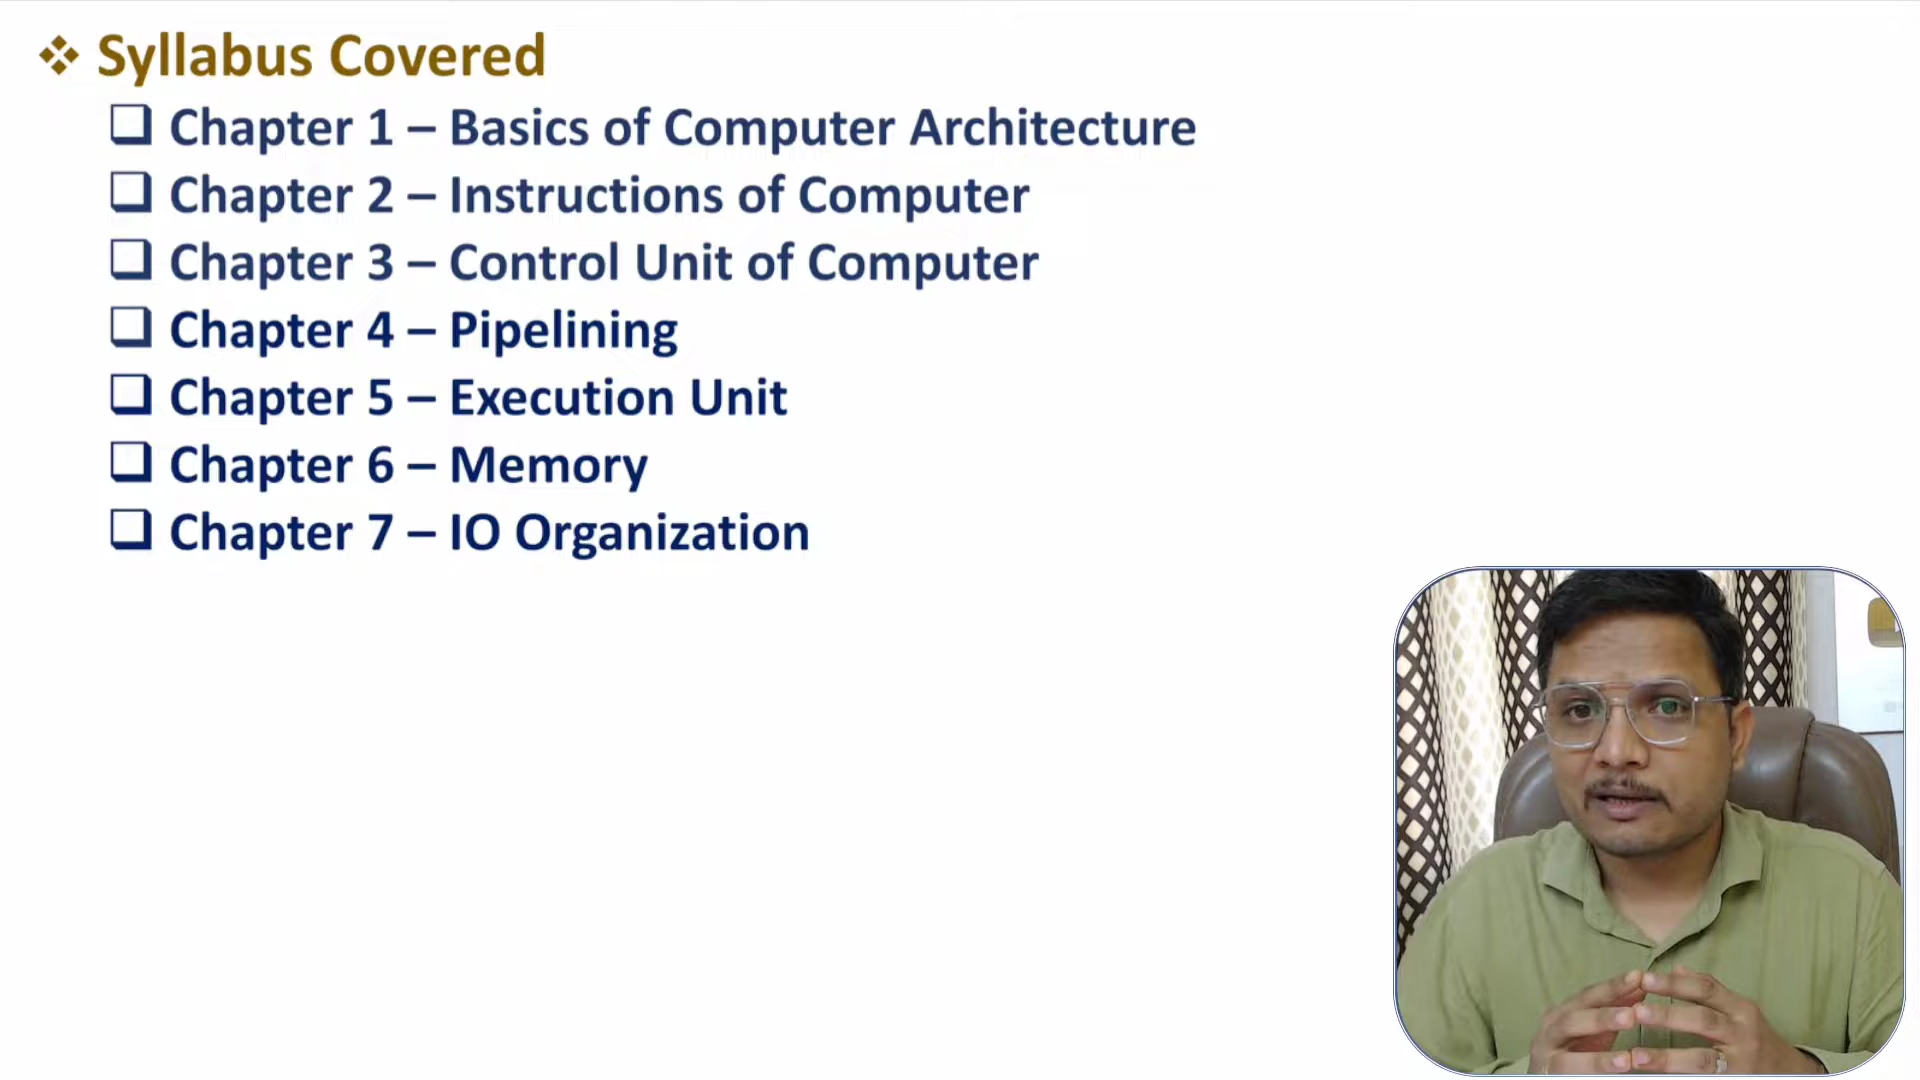 Syllabus Covered
Chapter 1 – Basics of Computer Architecture
Chapter 2 – Instructions of Computer
Chapter 3 – Control Unit of Computer
Chapter 4 – Pipelining
Chapter 5 – Execution Unit
Chapter 6 – Memory
Chapter 7 – IO Organization